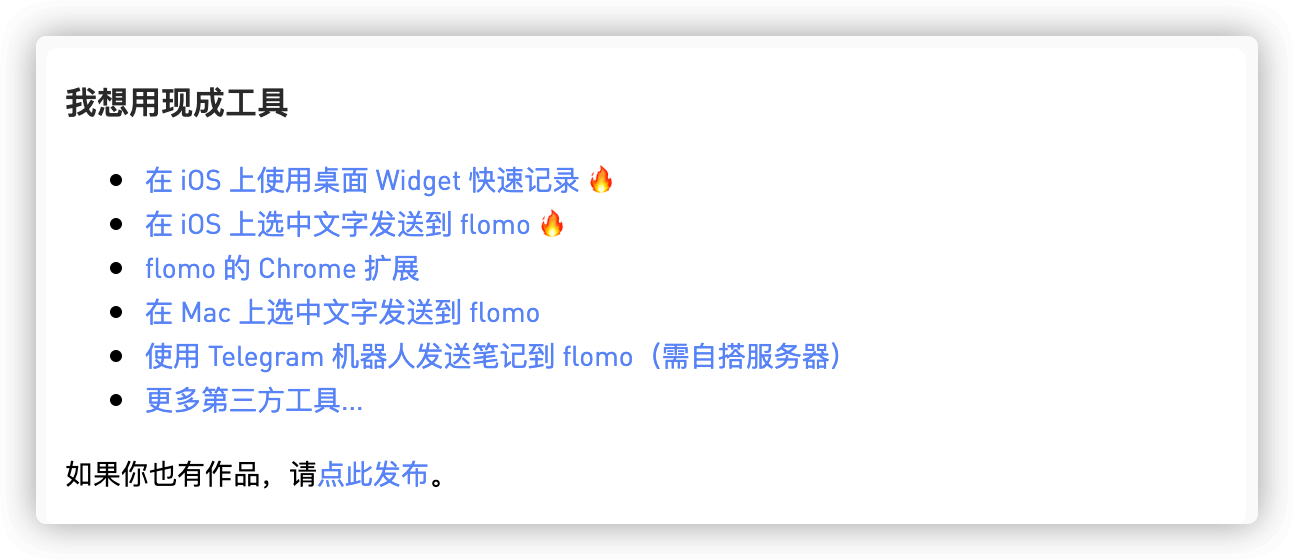 我想用现成工具
在 iOS 上使用桌面 Widget 快速记录 🔥
在 iOS 上选中文字发送到 flomo 🔥
flomo 的 Chrome 扩展
在 Mac 上选中文字发送到 flomo
使用 Telegram 机器人发送笔记到 flomo（需自搭服务器）
更多第三方工具...
如果你也有作品，请点此发布。